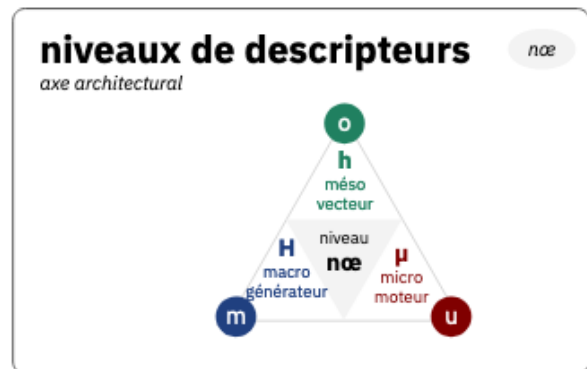 niveaux de descripteurs
nœ
axe architectural
o
h
méso
vecteur
niveau
nœ
H
macro
générateur
µ
micro
moteur
m
u